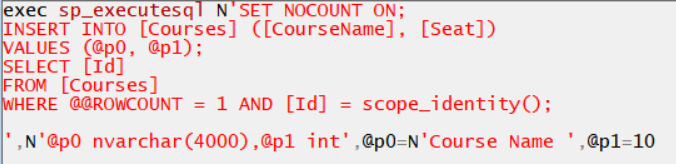 exec sp_executesql N'SET NOCOUNT ON;
INSERT INTO [Courses] ([CourseName], [Seat])
VALUES (@p0, @p1);
SELECT [Id]
FROM [Courses]
WHERE @@ROWCOUNT = 1 AND [Id] = scope_identity();

',N'@p0 nvarchar(4000),@p1 int',@p0=N'Course Name ',@p1=10